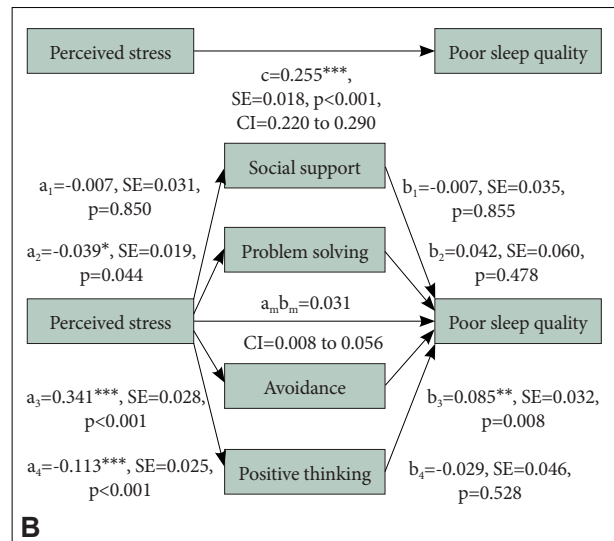 Perceived stress
Poor sleep quality
c=0.255***,
SE=0.018, p<0.001,
CI=0.220 to 0.290
Social support
a₁=-0.007, SE=0.031,
p=0.850
b₁=-0.007, SE=0.035,
p=0.855
a₂=-0.039*, SE=0.019,
p=0.044
Problem solving
b₂=0.042, SE=0.060,
p=0.478
aₘbₘ=0.031
Perceived stress
Poor sleep quality
CI=0.008 to 0.056
Avoidance
a₃=0.341***, SE=0.028,
p<0.001
b₃=0.085**, SE=0.032,
p=0.008
a₄=-0.113***, SE=0.025,
p<0.001
Positive thinking
b₄=-0.029, SE=0.046,
p=0.528
B